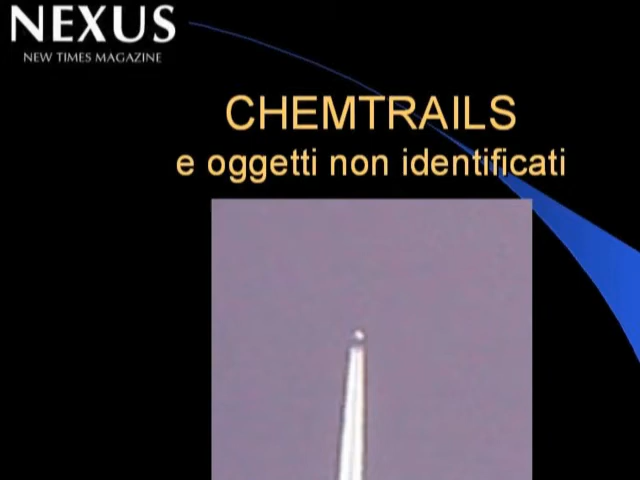 NEXUS
NEW TIMES MAGAZINE
CHEMTRAILS
e oggetti non identificati